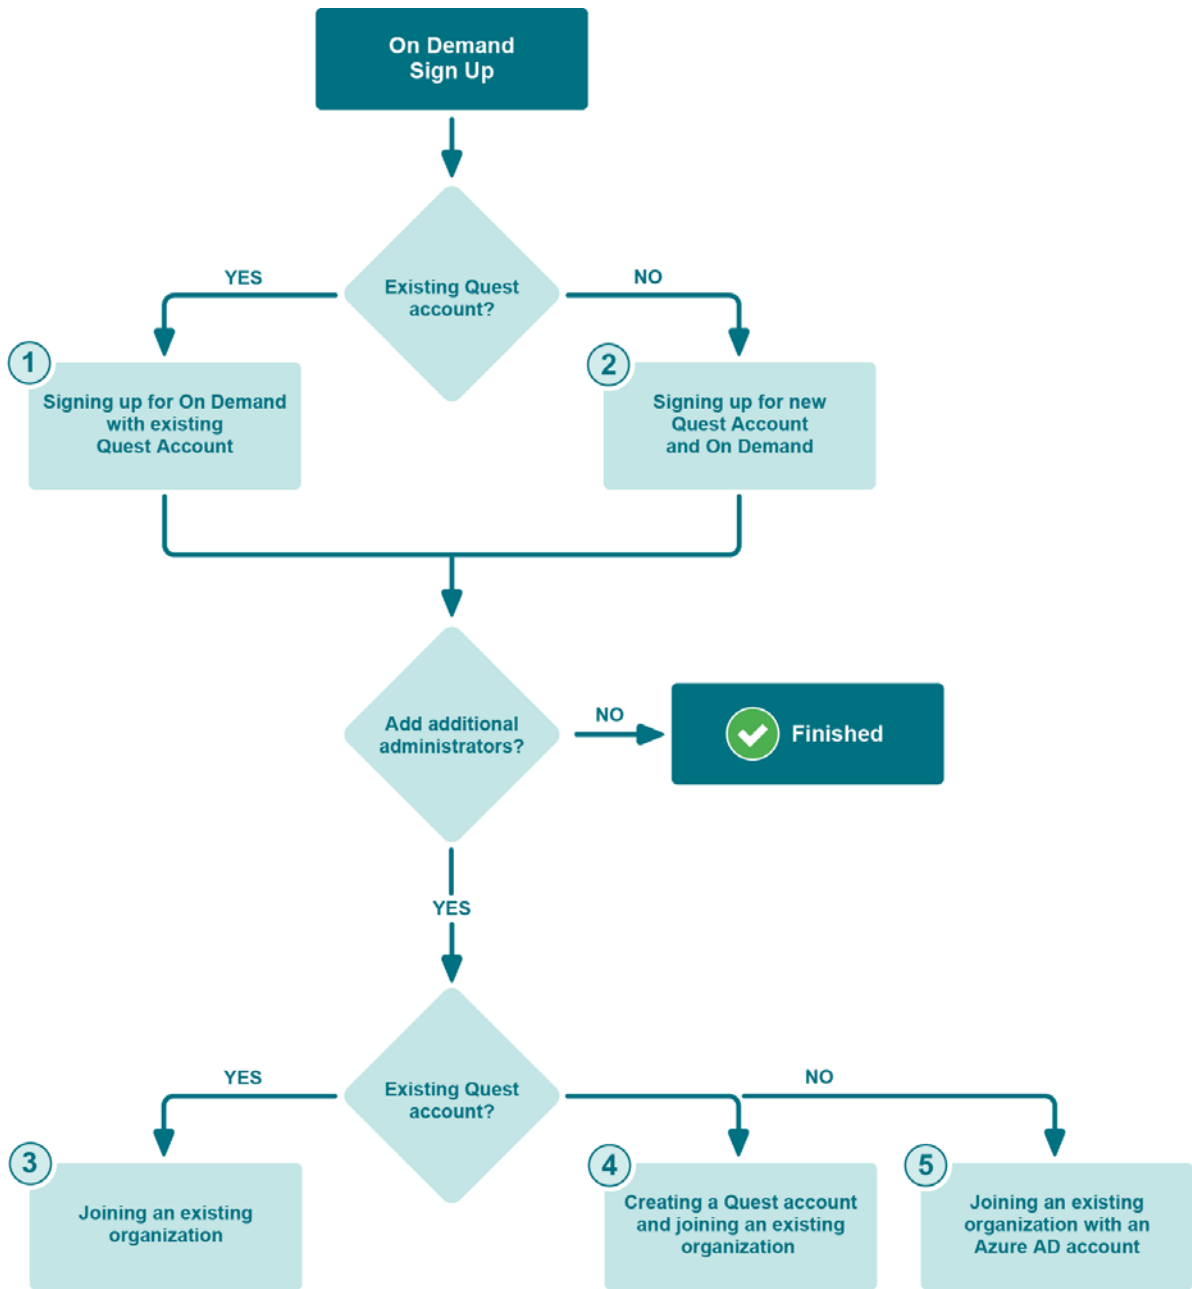 On Demand
Sign Up
Existing Quest
account?
YES
NO
1
Signing up for On Demand
with existing
Quest Account
2
Signing up for new
Quest Account
and On Demand
Add additional
administrators?
NO
Finished
YES
Existing Quest
account?
YES
NO
3
Joining an existing
organization
4
Creating a Quest account
and joining an existing
organization
5
Joining an existing
organization with an
Azure AD account